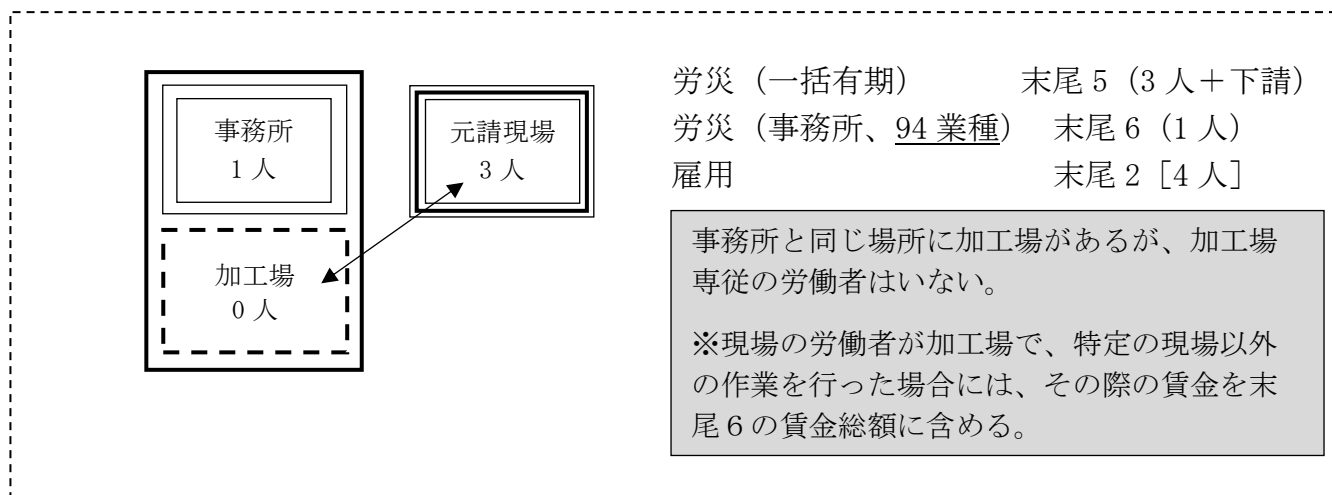 事務所
1人
加工場
0人
元請現場
3人
労災（一括有期） 末尾5（3人＋下請）
労災（事務所、94業種） 末尾6（1人）
雇用 末尾2［4人］
事務所と同じ場所に加工場があるが、加工場
専従の労働者はいない。
※現場の労働者が加工場で、特定の現場以外
の作業を行った場合には、その際の賃金を末
尾６の賃金総額に含める。